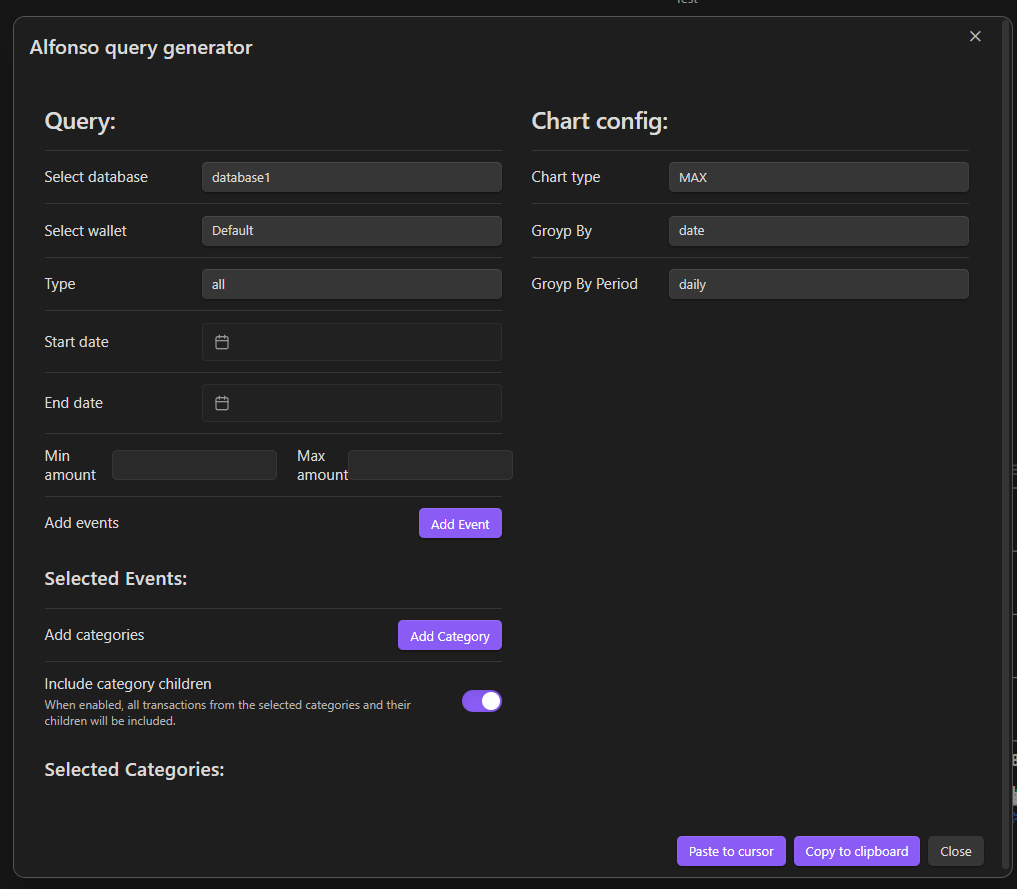 Alfonso query generator
Query:
Select database
database1
Select wallet
Default
Type
all
Start date
End date
Min
amount
Max
amount
Add events
Add Event
Selected Events:
Add categories
Add Category
Include category children
When enabled, all transactions from the selected categories and their
children will be included.
Selected Categories:
Chart config:
Chart type
MAX
Groyp By
date
Groyp By Period
daily
Paste to cursor
Copy to clipboard
Close